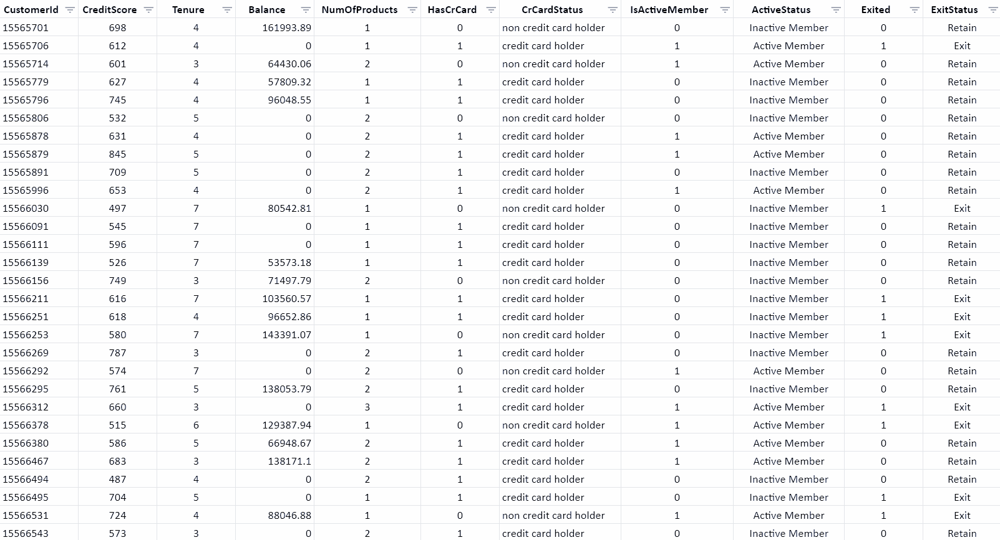 CustomerId CreditScore Tenure Balance NumOfProducts HasCrCard CrCardStatus IsActiveMember ActiveStatus Exited ExitStatus
15565701 698 4 161993.89 1 0 non credit card holder 0 Inactive Member 0 Retain
15565706 612 4 0 1 1 credit card holder 1 Active Member 1 Exit
15565714 601 3 64430.06 2 0 non credit card holder 1 Active Member 0 Retain
15565779 627 4 57809.32 1 1 credit card holder 0 Inactive Member 0 Retain
15565796 745 4 96048.55 1 1 credit card holder 0 Inactive Member 0 Retain
15565806 532 5 0 2 0 non credit card holder 0 Inactive Member 0 Retain
15565878 631 4 0 2 1 credit card holder 1 Active Member 0 Retain
15565879 845 5 0 2 1 credit card holder 1 Active Member 0 Retain
15565891 709 5 0 2 1 credit card holder 0 Inactive Member 0 Retain
15565996 653 4 0 2 1 credit card holder 1 Active Member 0 Retain
15566030 497 7 80542.81 1 0 non credit card holder 0 Inactive Member 1 Exit
15566091 545 7 0 1 1 credit card holder 0 Inactive Member 0 Retain
15566111 596 7 0 1 1 credit card holder 0 Inactive Member 0 Retain
15566139 526 7 53573.18 1 1 credit card holder 0 Inactive Member 0 Retain
15566156 749 3 71497.79 2 0 non credit card holder 0 Inactive Member 0 Retain
15566211 616 7 103560.57 1 1 credit card holder 0 Inactive Member 1 Exit
15566251 618 4 96652.86 1 1 credit card holder 0 Inactive Member 1 Exit
15566253 580 7 143391.07 1 0 non credit card holder 0 Inactive Member 1 Exit
15566269 787 3 0 2 1 credit card holder 0 Inactive Member 0 Retain
15566292 574 7 0 2 0 non credit card holder 1 Active Member 0 Retain
15566295 761 5 138053.79 2 1 credit card holder 0 Inactive Member 0 Retain
15566312 660 3 0 3 1 credit card holder 1 Active Member 1 Exit
15566378 515 6 129387.94 1 0 non credit card holder 1 Active Member 1 Exit
15566380 586 5 66948.67 2 1 credit card holder 1 Active Member 0 Retain
15566467 683 3 138171.1 2 1 credit card holder 1 Active Member 0 Retain
15566494 487 4 0 2 1 credit card holder 0 Inactive Member 0 Retain
15566495 704 5 0 1 1 credit card holder 0 Inactive Member 1 Exit
15566531 724 4 88046.88 1 0 non credit card holder 1 Active Member 1 Exit
15566543 573 3 0 2 1 credit card holder 0 Inactive Member 0 Retain